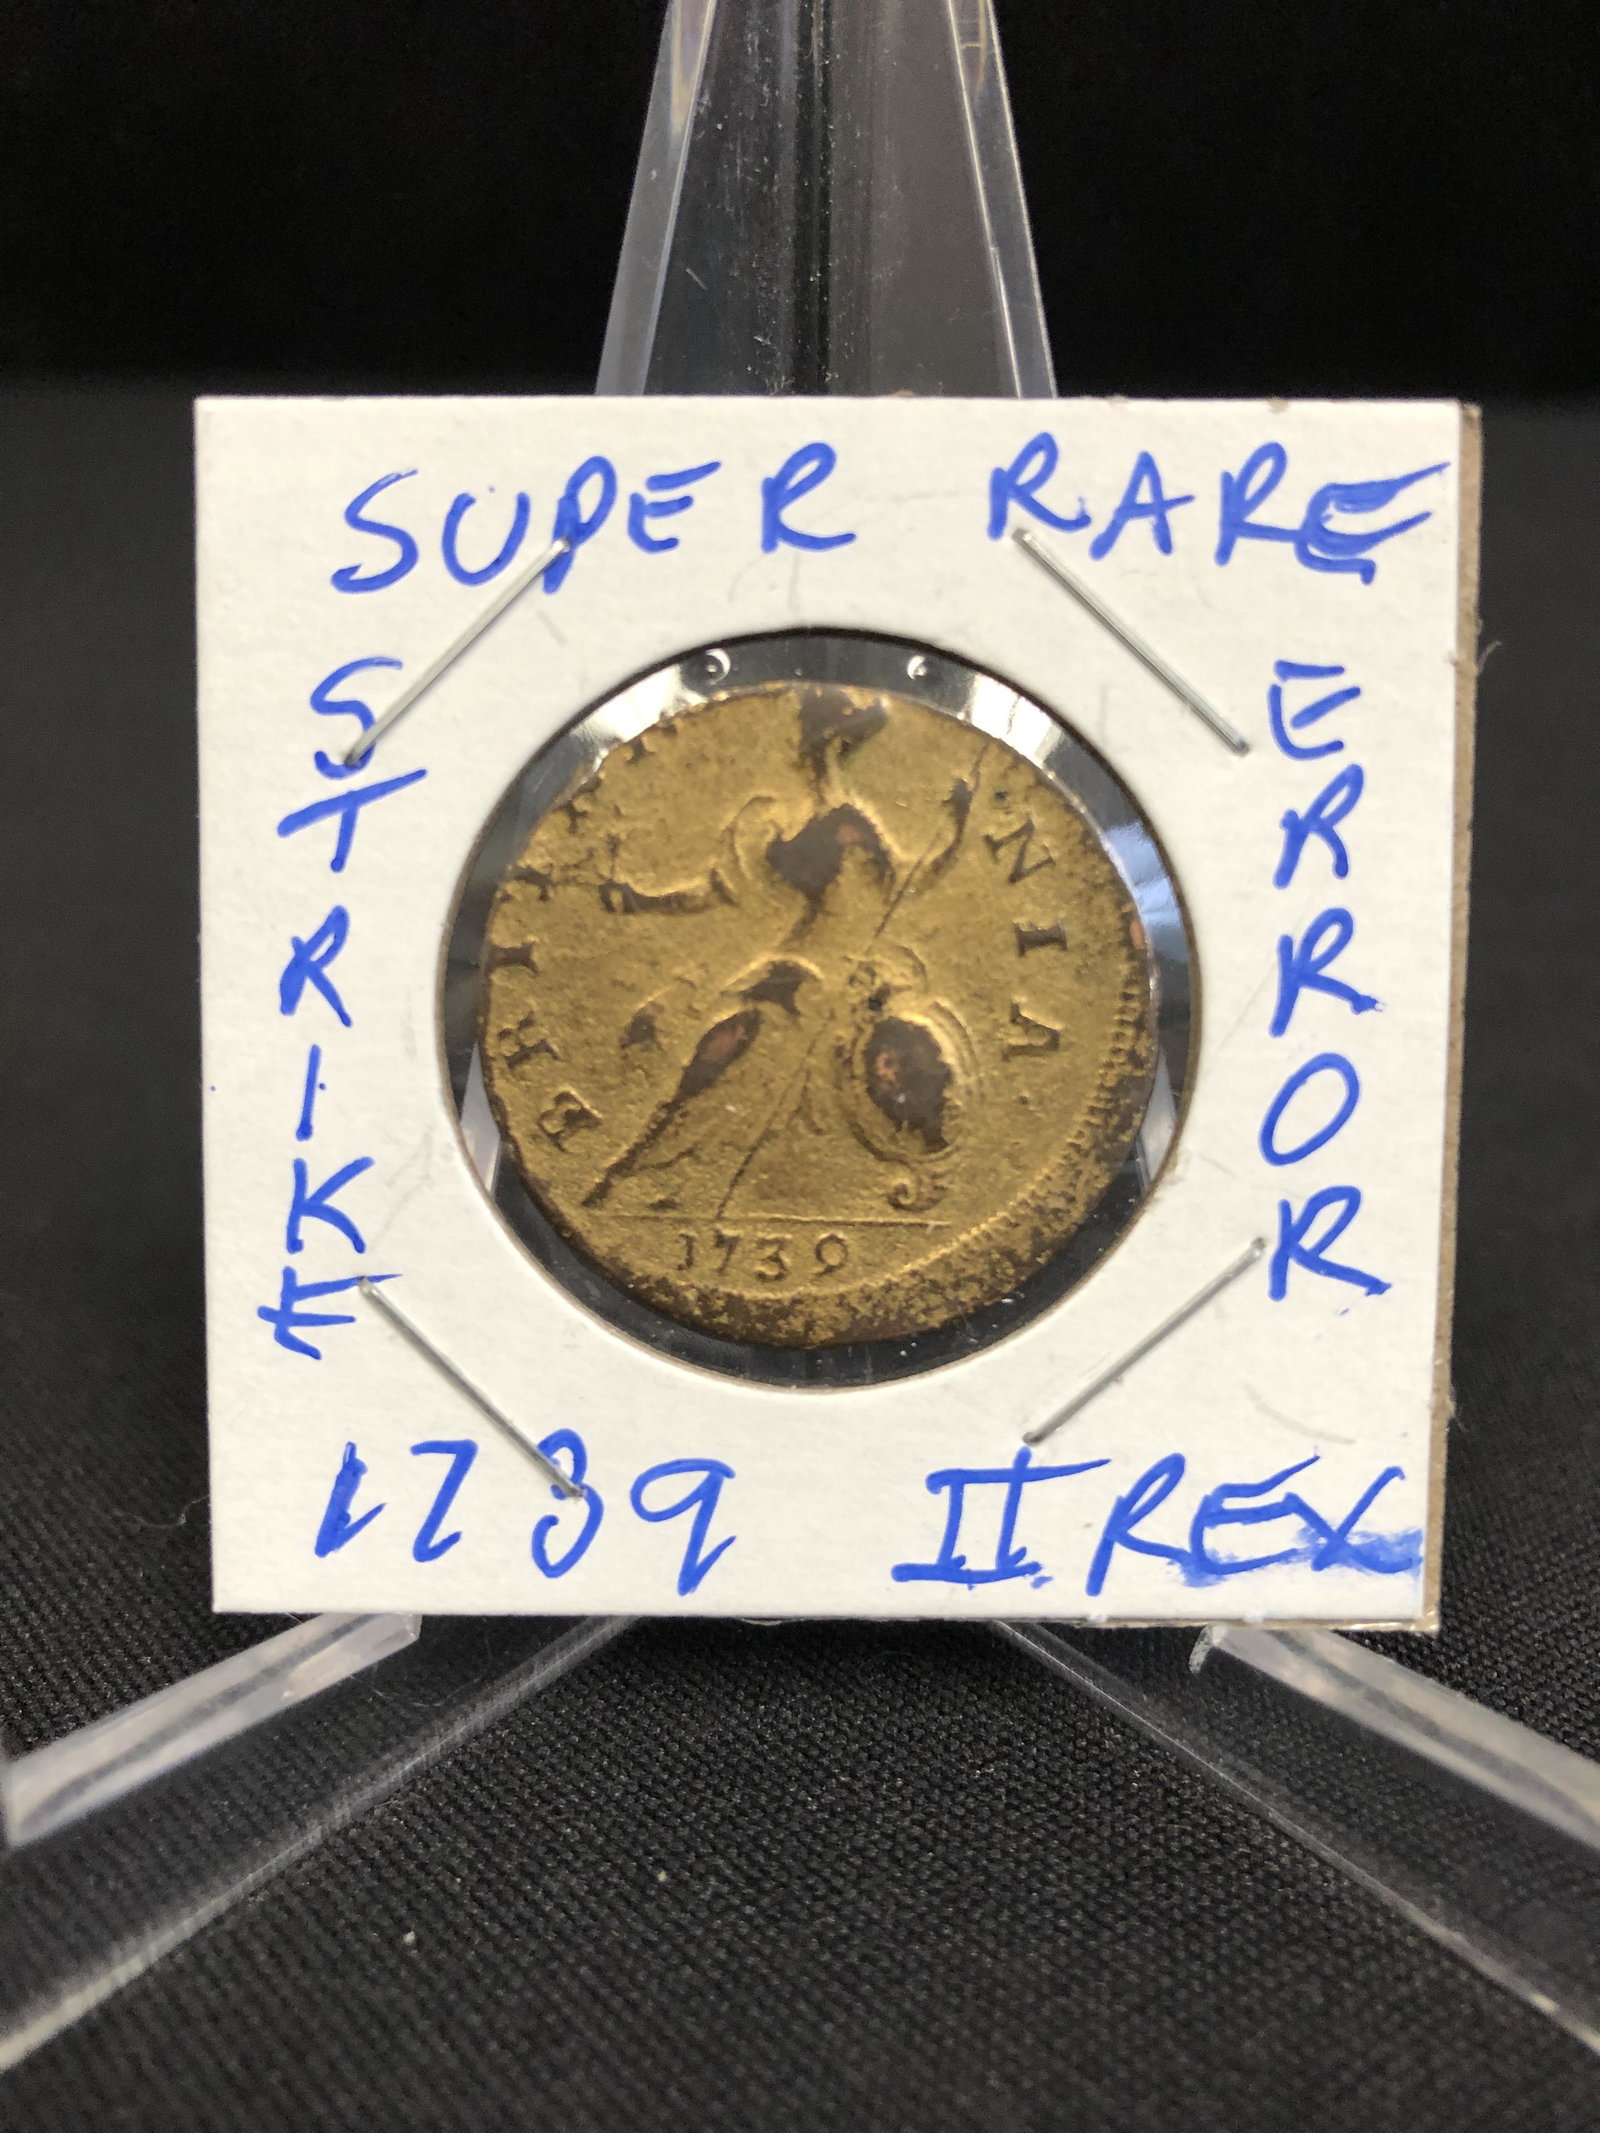 SUPER RARE
STRIKE
ERROR
BRIT
NIA.
1739
1739 II REX